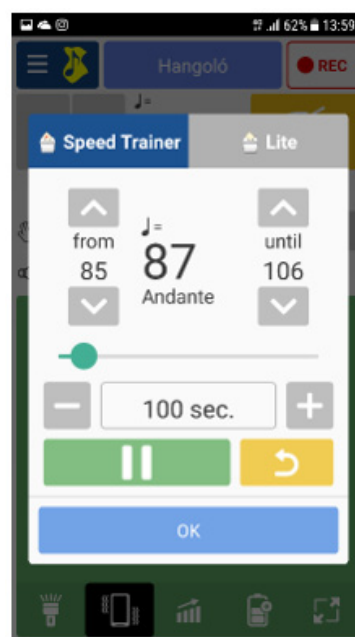 62% 13:59
Hangoló
REC
♩=
Speed Trainer
Lite
from
85
♩=
87
Andante
until
106
100 sec.
OK